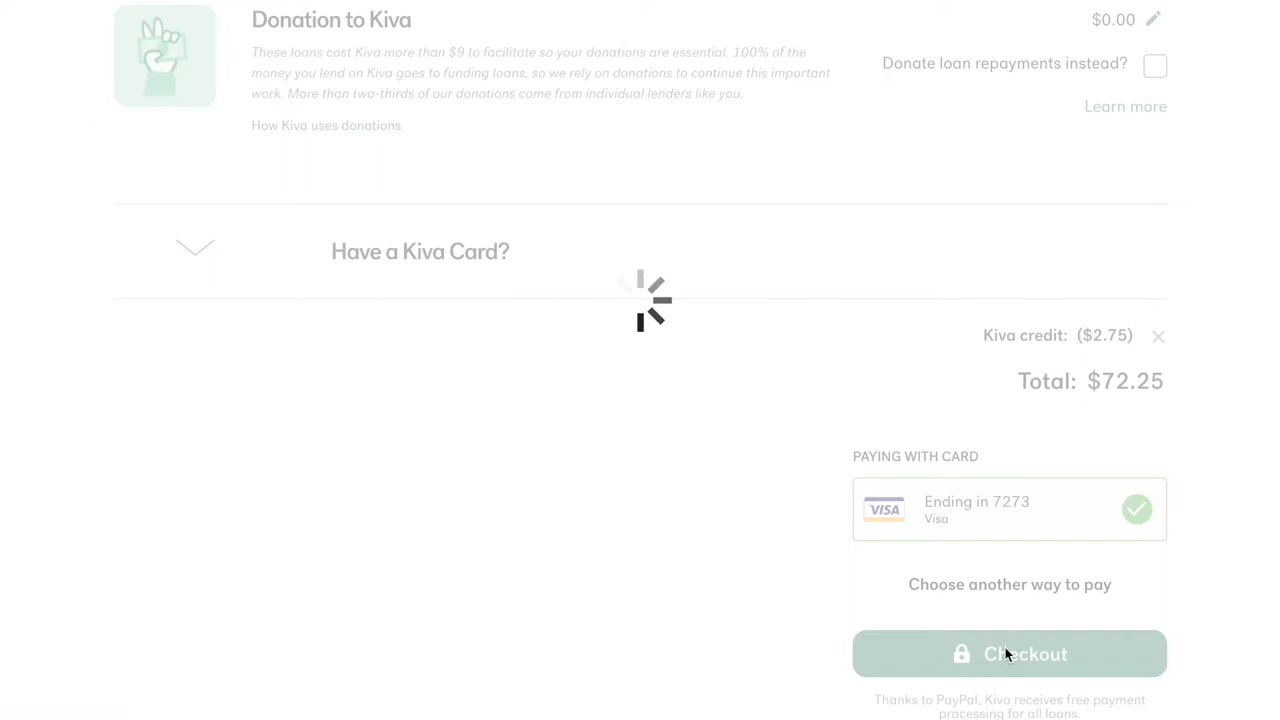 Donation to Kiva
$0.00
These loans cost Kiva more than $9 to facilitate so your donations are essential. 100% of the
money you lend on Kiva goes to funding loans, so we rely on donations to continue this important
work. More than two-thirds of our donations come from individual lenders like you.
Donate loan repayments instead?
Learn more
How Kiva uses donations
Have a Kiva Card?
Kiva credit: ($2.75)
Total: $72.25
PAYING WITH CARD
VISA
Ending in 7273
Visa
Choose another way to pay
Checkout
Thanks to PayPal, Kiva receives free payment
processing for all loans.